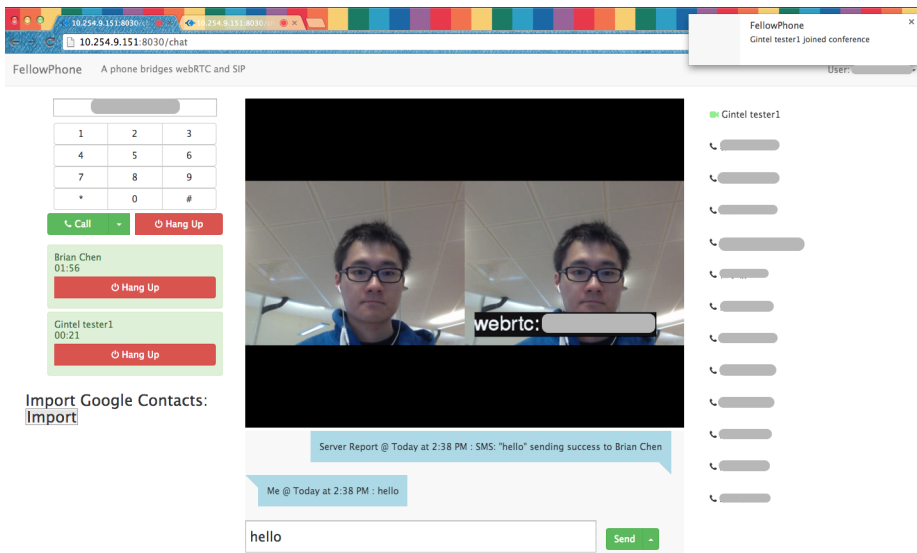 10.254.9.151:8030/ch
10.254.9.151:8030/
10.254.9.151:8030/chat
FellowPhone
Gintel tester1 joined conference
FellowPhone
A phone bridges webRTC and SIP
User:
1 2 3
4 5 6
7 8 9
* 0 #
Call
Hang Up
Brian Chen
01:56
Hang Up
Gintel tester1
00:21
Hang Up
Import Google Contacts:
Import
webrtc:
Gintel tester1
Server Report @ Today at 2:38 PM : SMS: "hello" sending success to Brian Chen
Me @ Today at 2:38 PM : hello
hello
Send